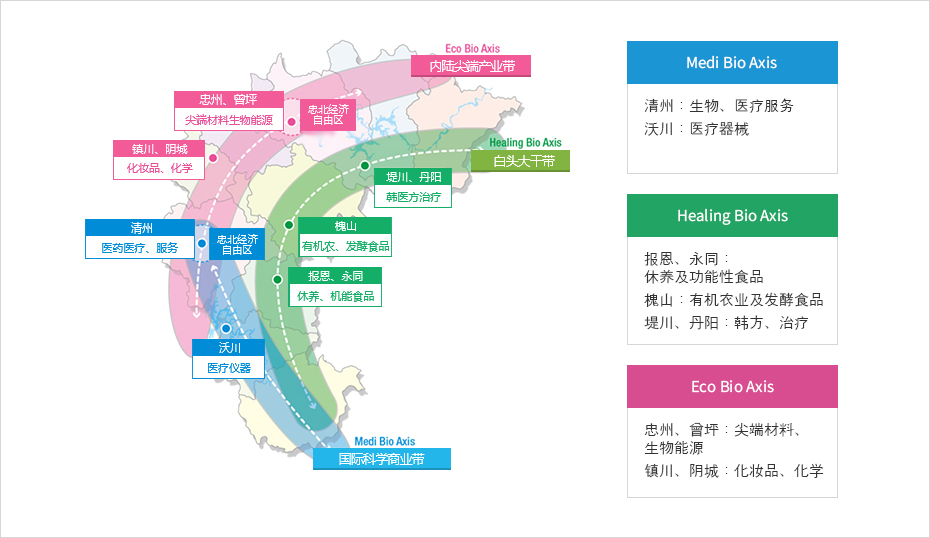 Eco Bio Axis
内陆尖端产业带
忠州、曾坪
尖端材料生物能源
忠北经济
自由区
镇川、阴城
化妆品、化学
Healing Bio Axis
白头大干带
堤川、丹阳
韩医方治疗
清州
医药医疗、服务
忠北经济
自由区
槐山
有机农、发酵食品
报恩、永同
休养、机能食品
沃川
医疗仪器
Medi Bio Axis
国际科学商业带
Medi Bio Axis
清州：生物、医疗服务
沃川：医疗器械
Healing Bio Axis
报恩、永同：
休养及功能性食品
槐山：有机农业及发酵食品
堤川、丹阳：韩方、治疗
Eco Bio Axis
忠州、曾坪：尖端材料、
生物能源
镇川、阴城：化妆品、化学